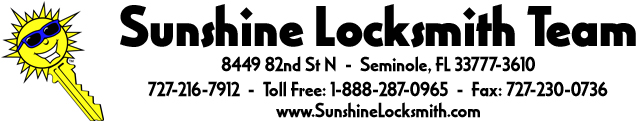 Sunshine Locksmith Team
8449 82nd St N - Seminole, FL 33777-3610
727-216-7912 - Toll Free: 1-888-287-0965 - Fax: 727-230-0736
www.SunshineLocksmith.com